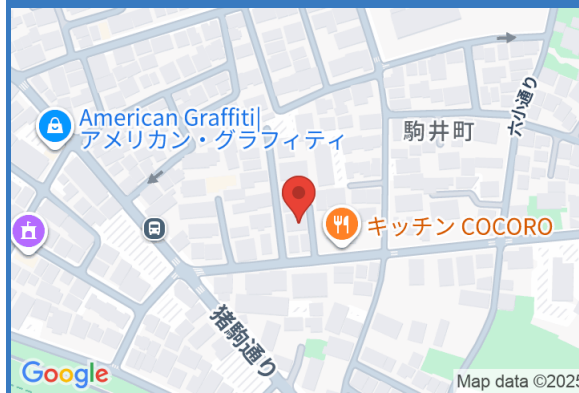 六小通り
American Graffiti|
アメリカン・グラフィティ
駒井町
キッチン COCORO
猪駒通り
Google
Map data ©2025